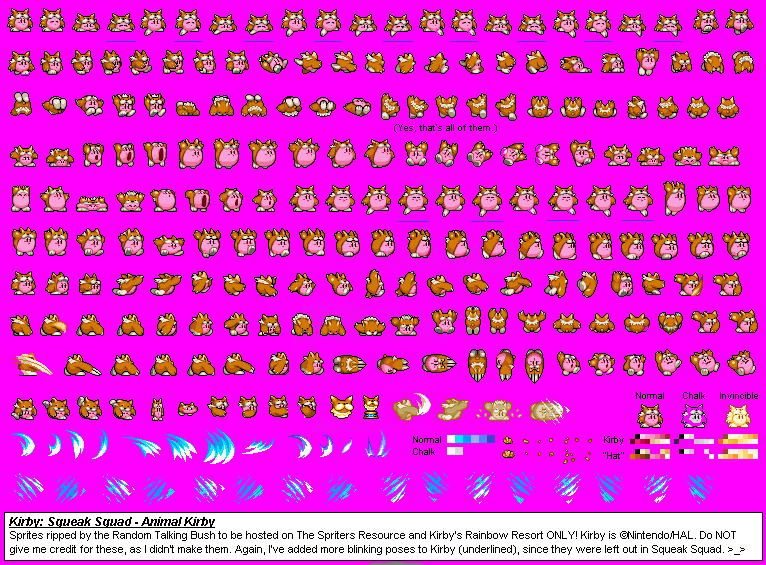 (Yes, that's all of them.)
Normal Chalk Invincible
Normal
Chalk
Kirby
"Hat"
Kirby: Squeak Squad - Animal Kirby
Sprites ripped by the Random Talking Bush to be hosted on The Spriters Resource and Kirby's Rainbow Resort ONLY! Kirby is ©Nintendo/HAL. Do NOT
give me credit for these, as I didn't make them. Again, I've added more blinking poses to Kirby (underlined), since they were left out in Squeak Squad. >_>